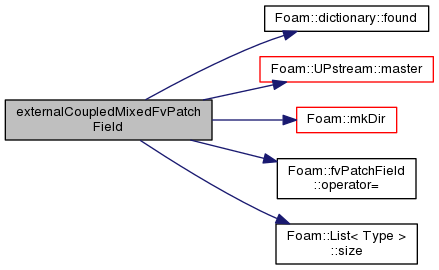 Foam::dictionary::found
Foam::UPstream::master
externalCoupledMixedFvPatch
Field
Foam::mkDir
Foam::fvPatchField
::operator=
Foam::List< Type >
::size